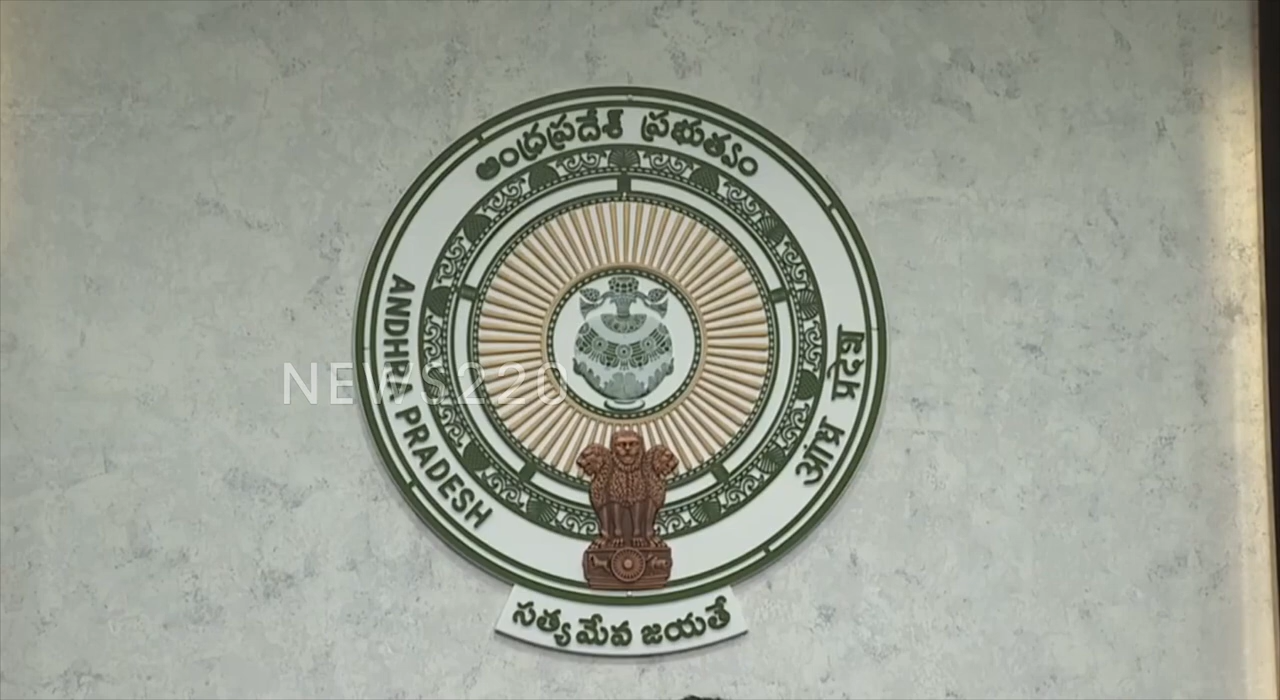 ఆంధ్రప్రదేశ్ ప్రభుత్వం
ANDHRA PRADESH
आंध्र प्रदेश
NEWS220
సత్యమేవ జయతే